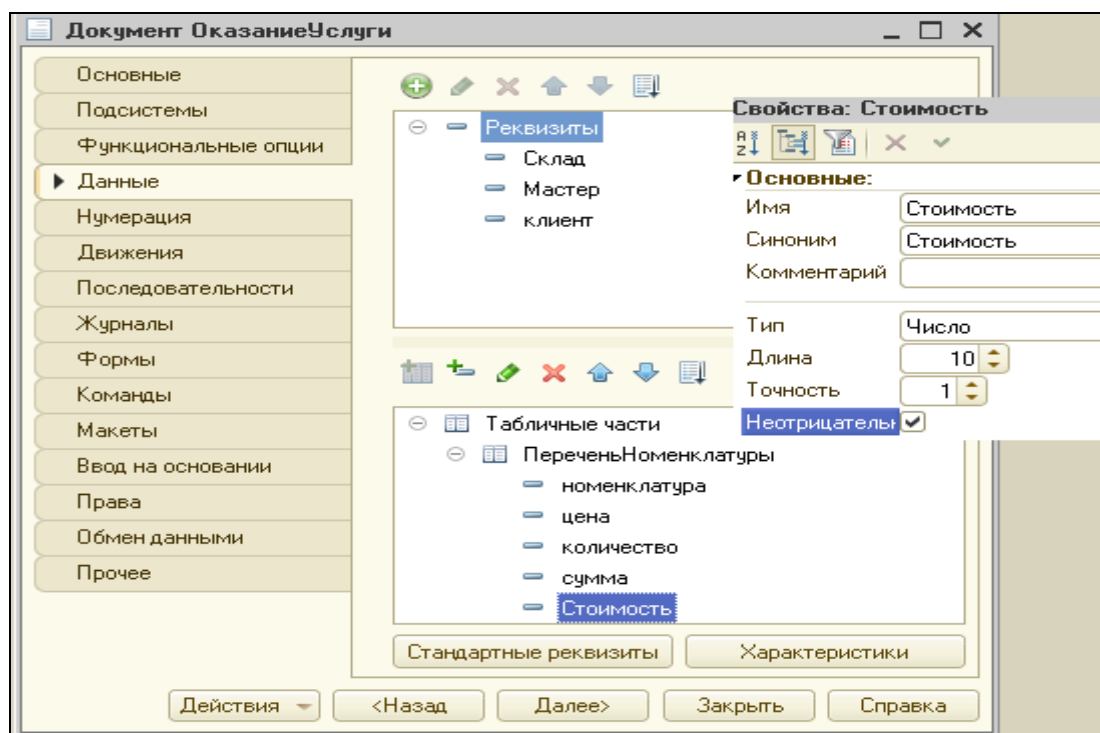 Документ ОказаниеУслуги
Основные
Подсистемы
Функциональные опции
Данные
Нумерация
Движения
Последовательности
Журналы
Формы
Команды
Макеты
Ввод на основании
Права
Обмен данными
Прочее
Реквизиты
Склад
Мастер
клиент
Табличные части
ПереченьНоменклатуры
номенклатура
цена
количество
сумма
Стоимость
Стандартные реквизиты
Характеристики
Действия
<Назад
Далее>
Закрыть
Справка
Свойства: Стоимость
Основные:
Имя Стоимость
Синоним Стоимость
Комментарий
Тип Число
Длина 10
Точность 1
Неотрицательн